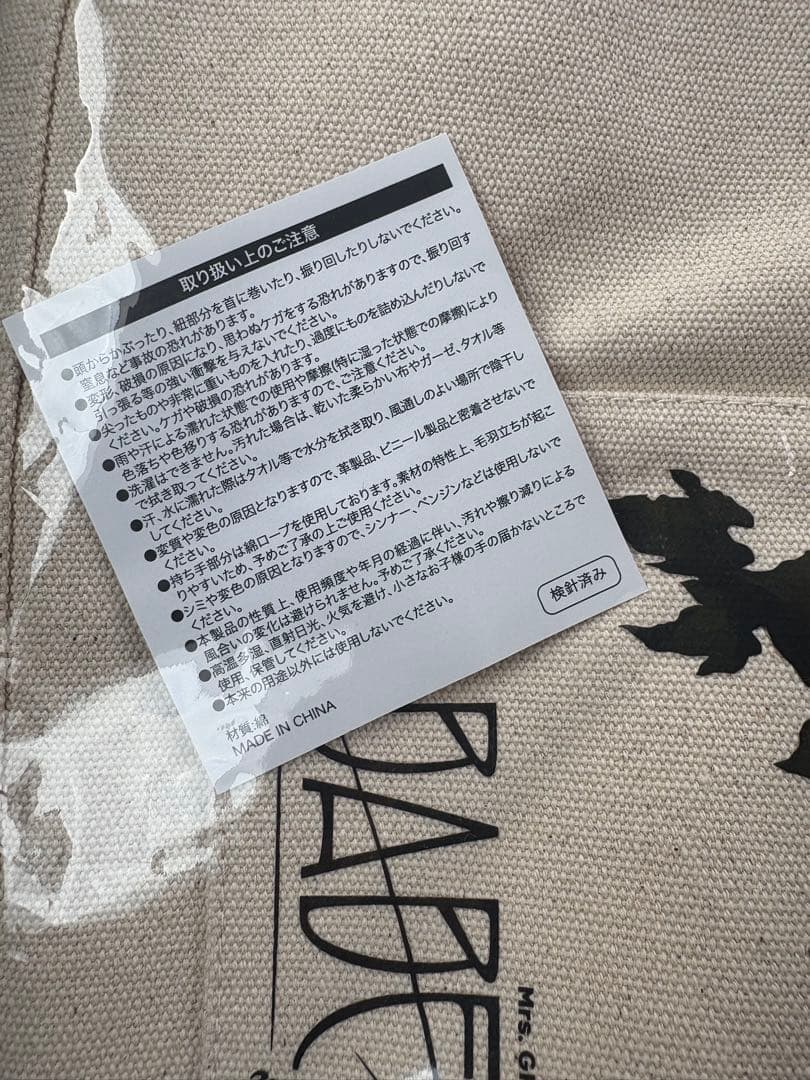 取り扱い上のご注意
●頭からかぶったり、紐部分を首に巻いたり、振り回したりしないでください。
窒息など事故の恐れがあります。
●変形、破損の原因になり、思わぬケガをする恐れがありますので、振り回す
引っ張る等の強い衝撃を与えないでください。
●尖ったものや非常に重いものを入れたり、過度にものを詰め込んだりしないで
ください。ケガや破損の恐れがあります。
●雨や汗による濡れた状態での使用や摩擦(特に湿った状態での摩擦)により
色落ちや色移りする恐れがありますので、ご注意ください。
●洗濯はできません。汚れた場合は、乾いた柔らかい布やガーゼ、タオル等
で拭き取ってください。
●汗、水に濡れた際はタオル等で水分を拭き取り、風通しのよい場所で陰干し
してください。
●変質や変色の原因となりますので、革製品、ビニール製品と密着させないで
ください。
●持ち手部分は綿ロープを使用しております。素材の特性上、毛羽立ちが起こ
りやすいため、予めご了承の上ご使用ください。
●シミや変色の原因となりますので、シンナー、ベンジンなどは使用しないで
ください。
●本製品の性質上、使用頻度や年月の経過に伴い、汚れや擦り減りによる
風合いの変化は避けられません。予めご了承ください。
●高温多湿、直射日光、火気を避け、小さなお子様の手の届かないところで
使用、保管してください。
●本来の用途以外には使用しないでください。
検針済み
材質:綿
MADE IN CHINA
Mrs.